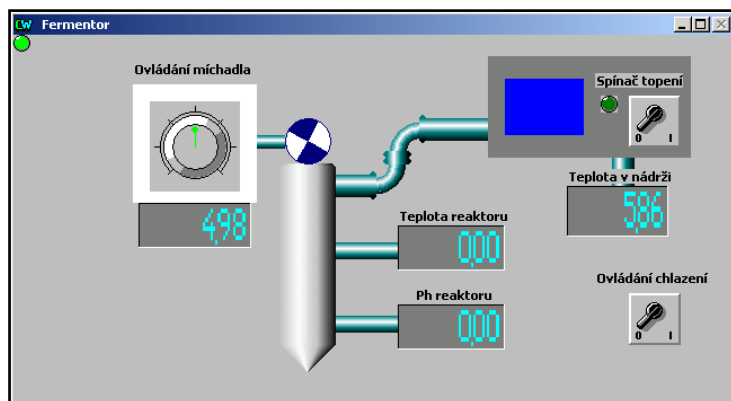 CW Fermentor
Ovládání míchadla
4,98
Spínač topení
0 I
Teplota v nádrži
5,86
Teplota reaktoru
0,00
Ph reaktoru
0,00
Ovládání chlazení
0 I